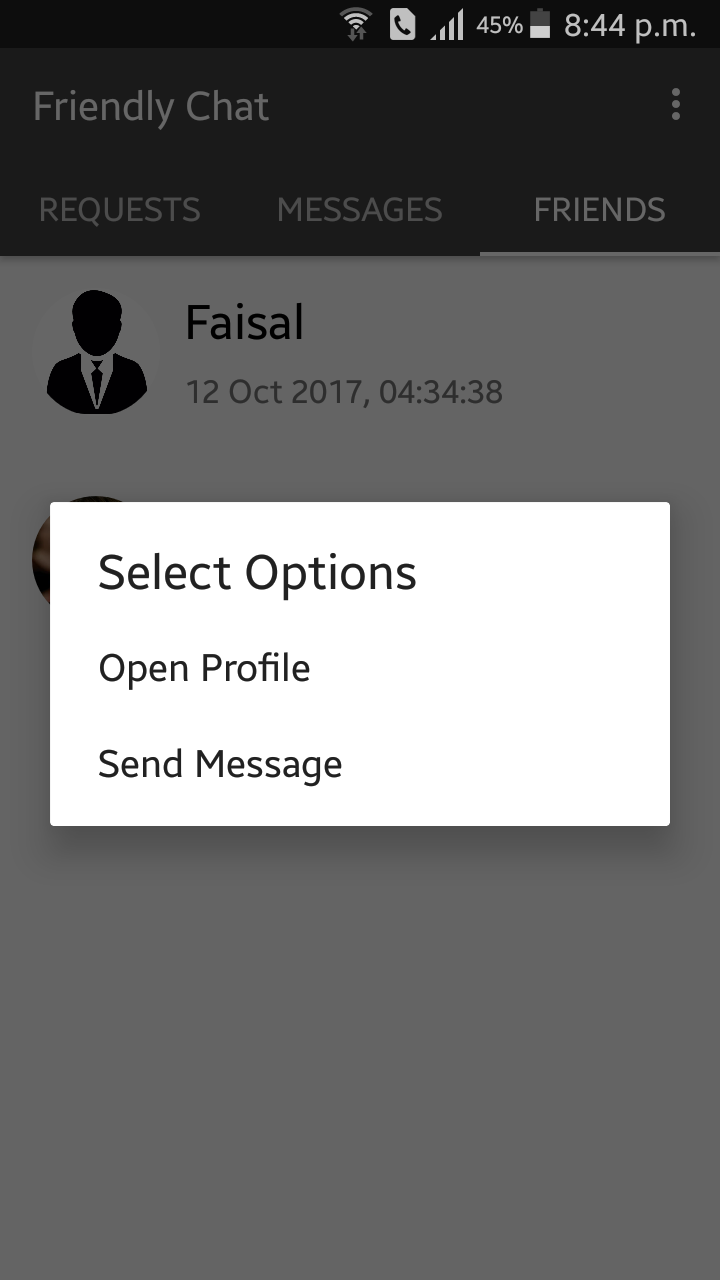 45% 8:44 p.m.
Friendly Chat
REQUESTS MESSAGES FRIENDS
Faisal
12 Oct 2017, 04:34:38
Select Options
Open Profile
Send Message